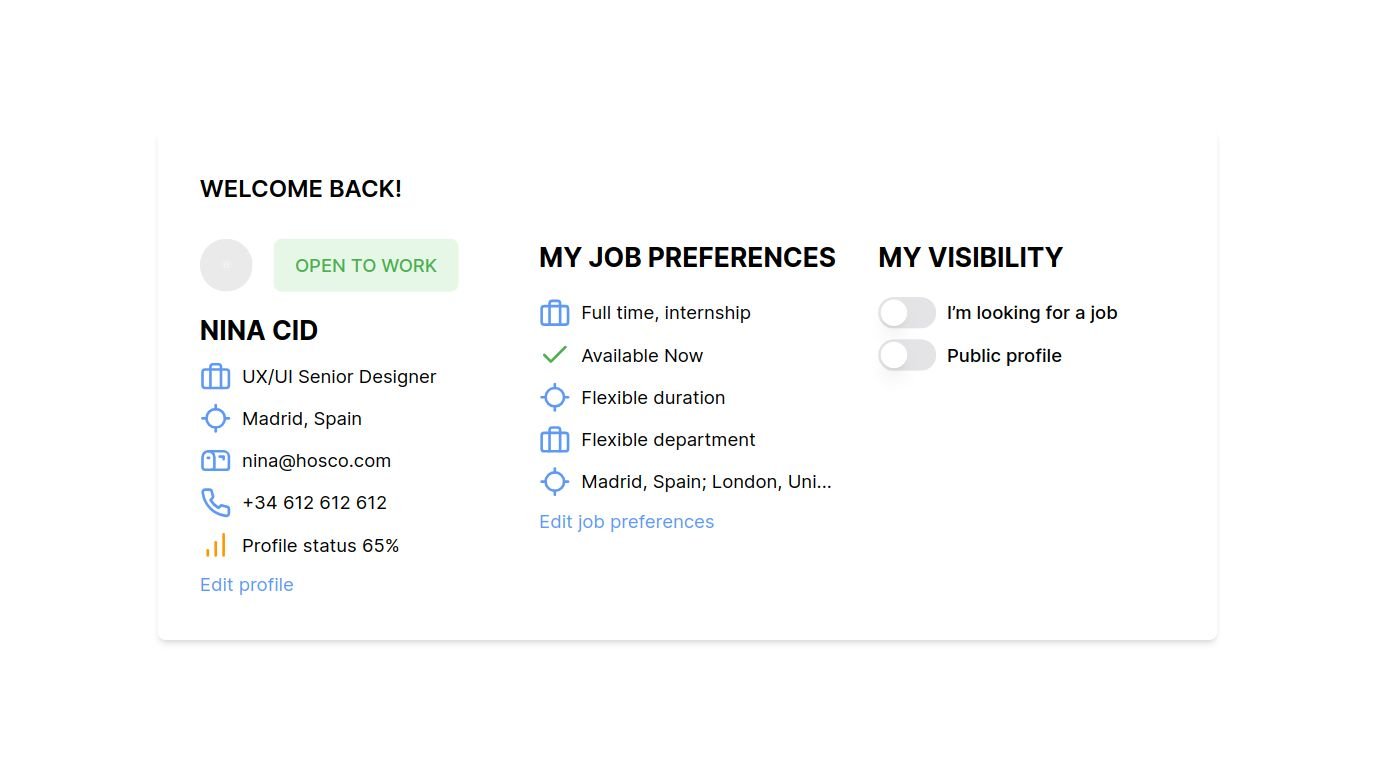 WELCOME BACK!
OPEN TO WORK
NINA CID
UX/UI Senior Designer
Madrid, Spain
nina@hosco.com
+34 612 612 612
Profile status 65%
Edit profile
MY JOB PREFERENCES
Full time, internship
Available Now
Flexible duration
Flexible department
Madrid, Spain; London, Uni...
Edit job preferences
MY VISIBILITY
I’m looking for a job
Public profile